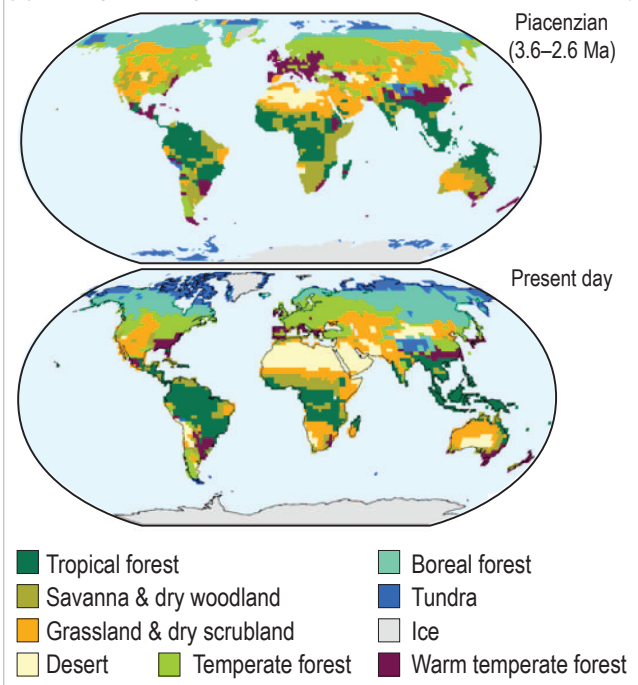 Piacenzian
(3.6–2.6 Ma)
Present day
Tropical forest
Boreal forest
Savanna & dry woodland
Tundra
Grassland & dry scrubland
Ice
Desert
Temperate forest
Warm temperate forest